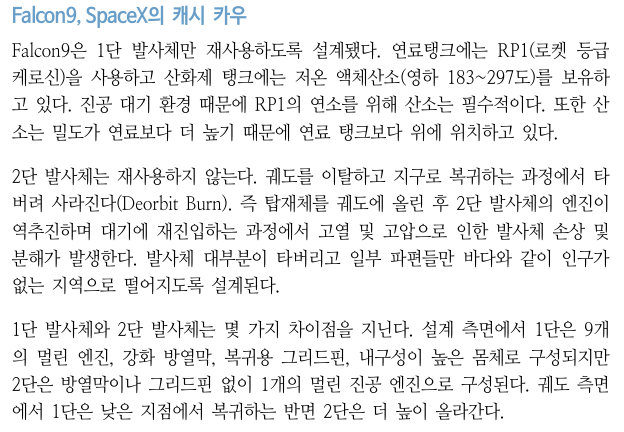 Falcon9, SpaceX의 캐시 카우
Falcon9은 1단 발사체만 재사용하도록 설계됐다. 연료탱크에는 RP1(로켓 등급
케로신)을 사용하고 산화제 탱크에는 저온 액체산소(영하 183~297도)를 보유하
고 있다. 진공 대기 환경 때문에 RP1의 연소를 위해 산소는 필수적이다. 또한 산
소는 밀도가 연료보다 더 높기 때문에 연료 탱크보다 위에 위치하고 있다.
2단 발사체는 재사용하지 않는다. 궤도를 이탈하고 지구로 복귀하는 과정에서 타
버려 사라진다(Deorbit Burn). 즉 탑재체를 궤도에 올린 후 2단 발사체의 엔진이
역추진하며 대기에 재진입하는 과정에서 고열 및 고압으로 인한 발사체 손상 및
분해가 발생한다. 발사체 대부분이 타버리고 일부 파편들만 바다와 같이 인구가
없는 지역으로 떨어지도록 설계된다.
1단 발사체와 2단 발사체는 몇 가지 차이점을 지닌다. 설계 측면에서 1단은 9개
의 멀린 엔진, 강화 방열막, 복귀용 그리드핀, 내구성이 높은 몸체로 구성되지만
2단은 방열막이나 그리드핀 없이 1개의 멀린 진공 엔진으로 구성된다. 궤도 측면
에서 1단은 낮은 지점에서 복귀하는 반면 2단은 더 높이 올라간다.